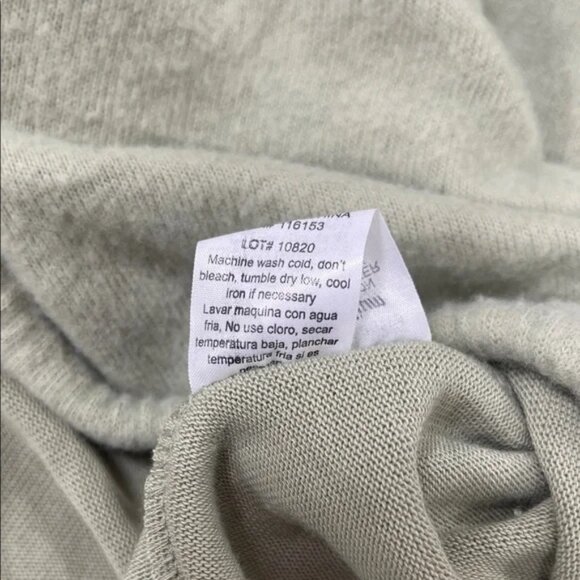 116153
LOT# 10820
Machine wash cold, don't
bleach, tumble dry low, cool
iron if necessary
Lavar maquina con agua
fria, No use cloro, secar
temperatura baja, planchar
temperatura fria si es